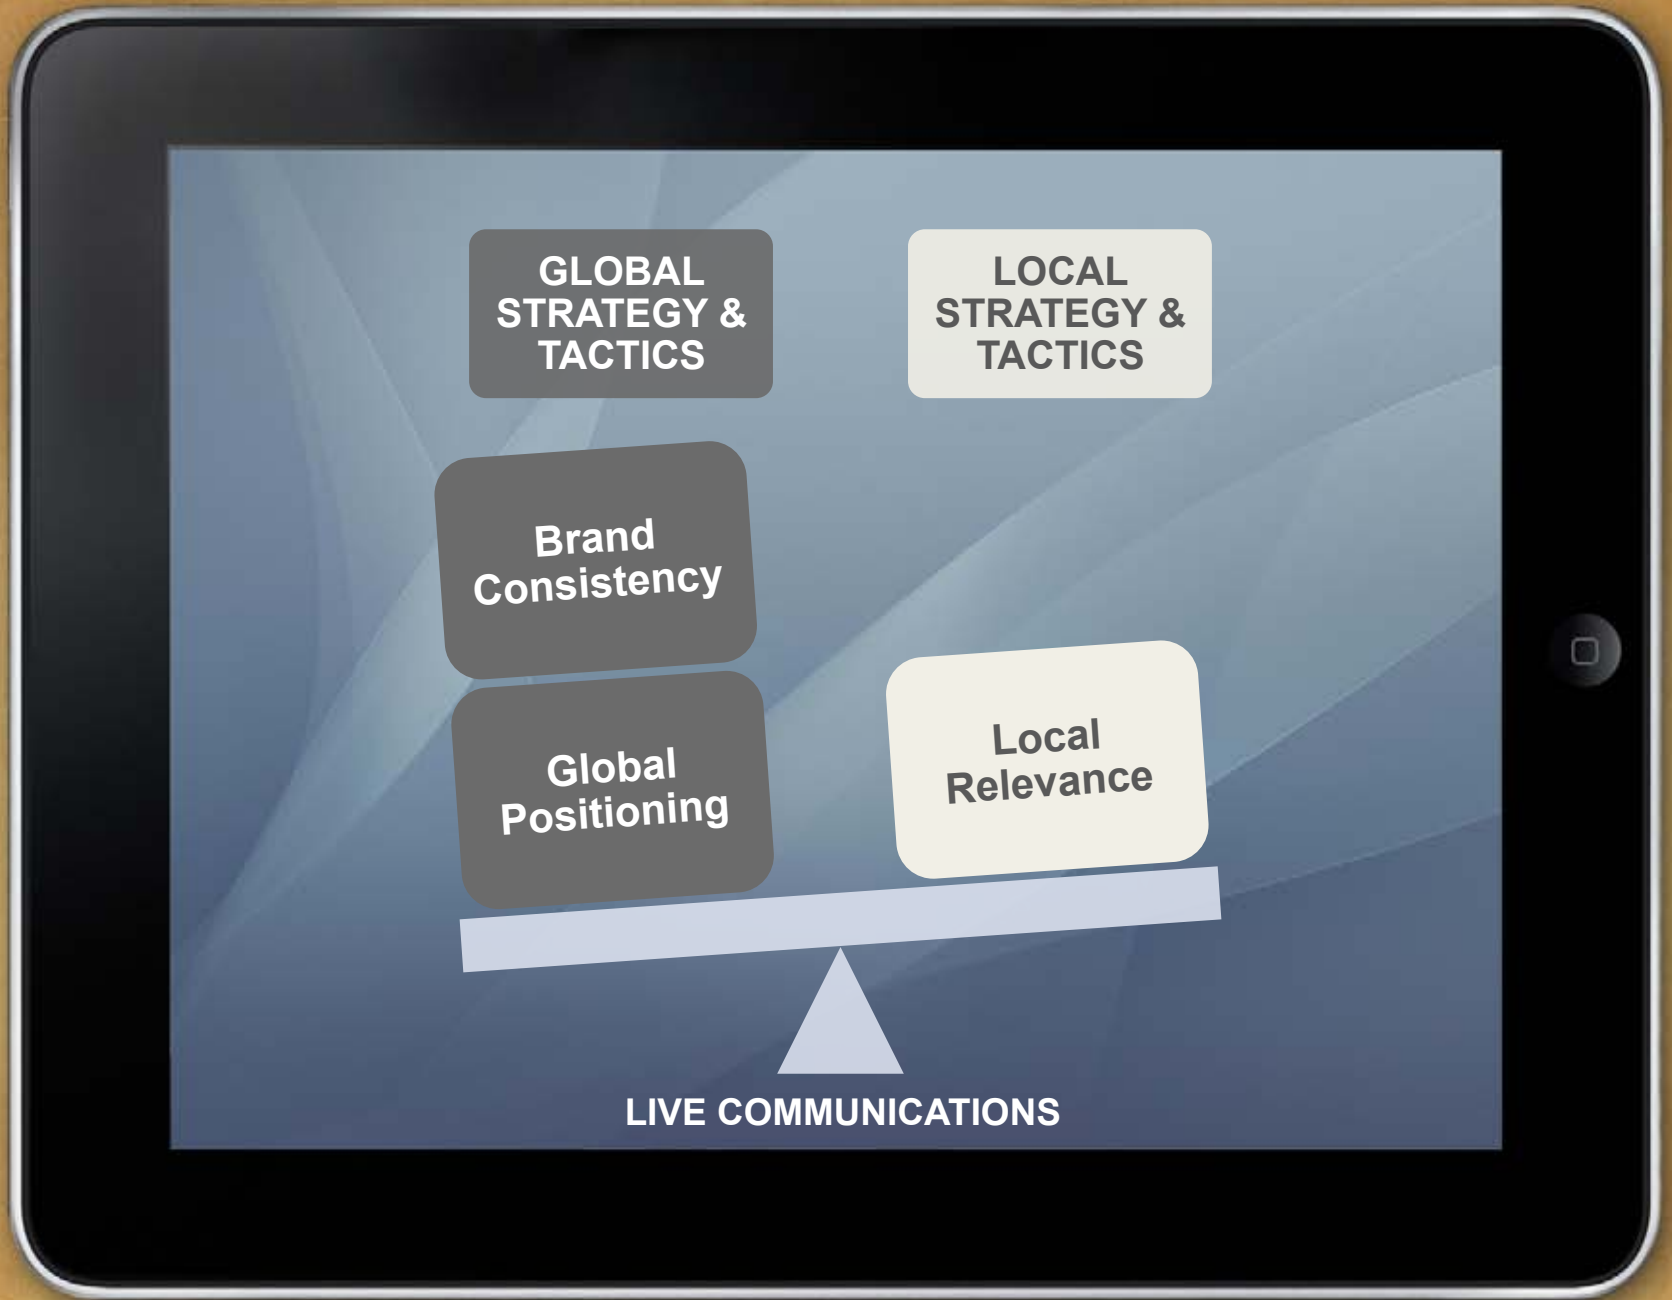 GLOBAL
STRATEGY &
TACTICS
LOCAL
STRATEGY &
TACTICS
Brand
Consistency
Global
Positioning
Local
Relevance
LIVE COMMUNICATIONS